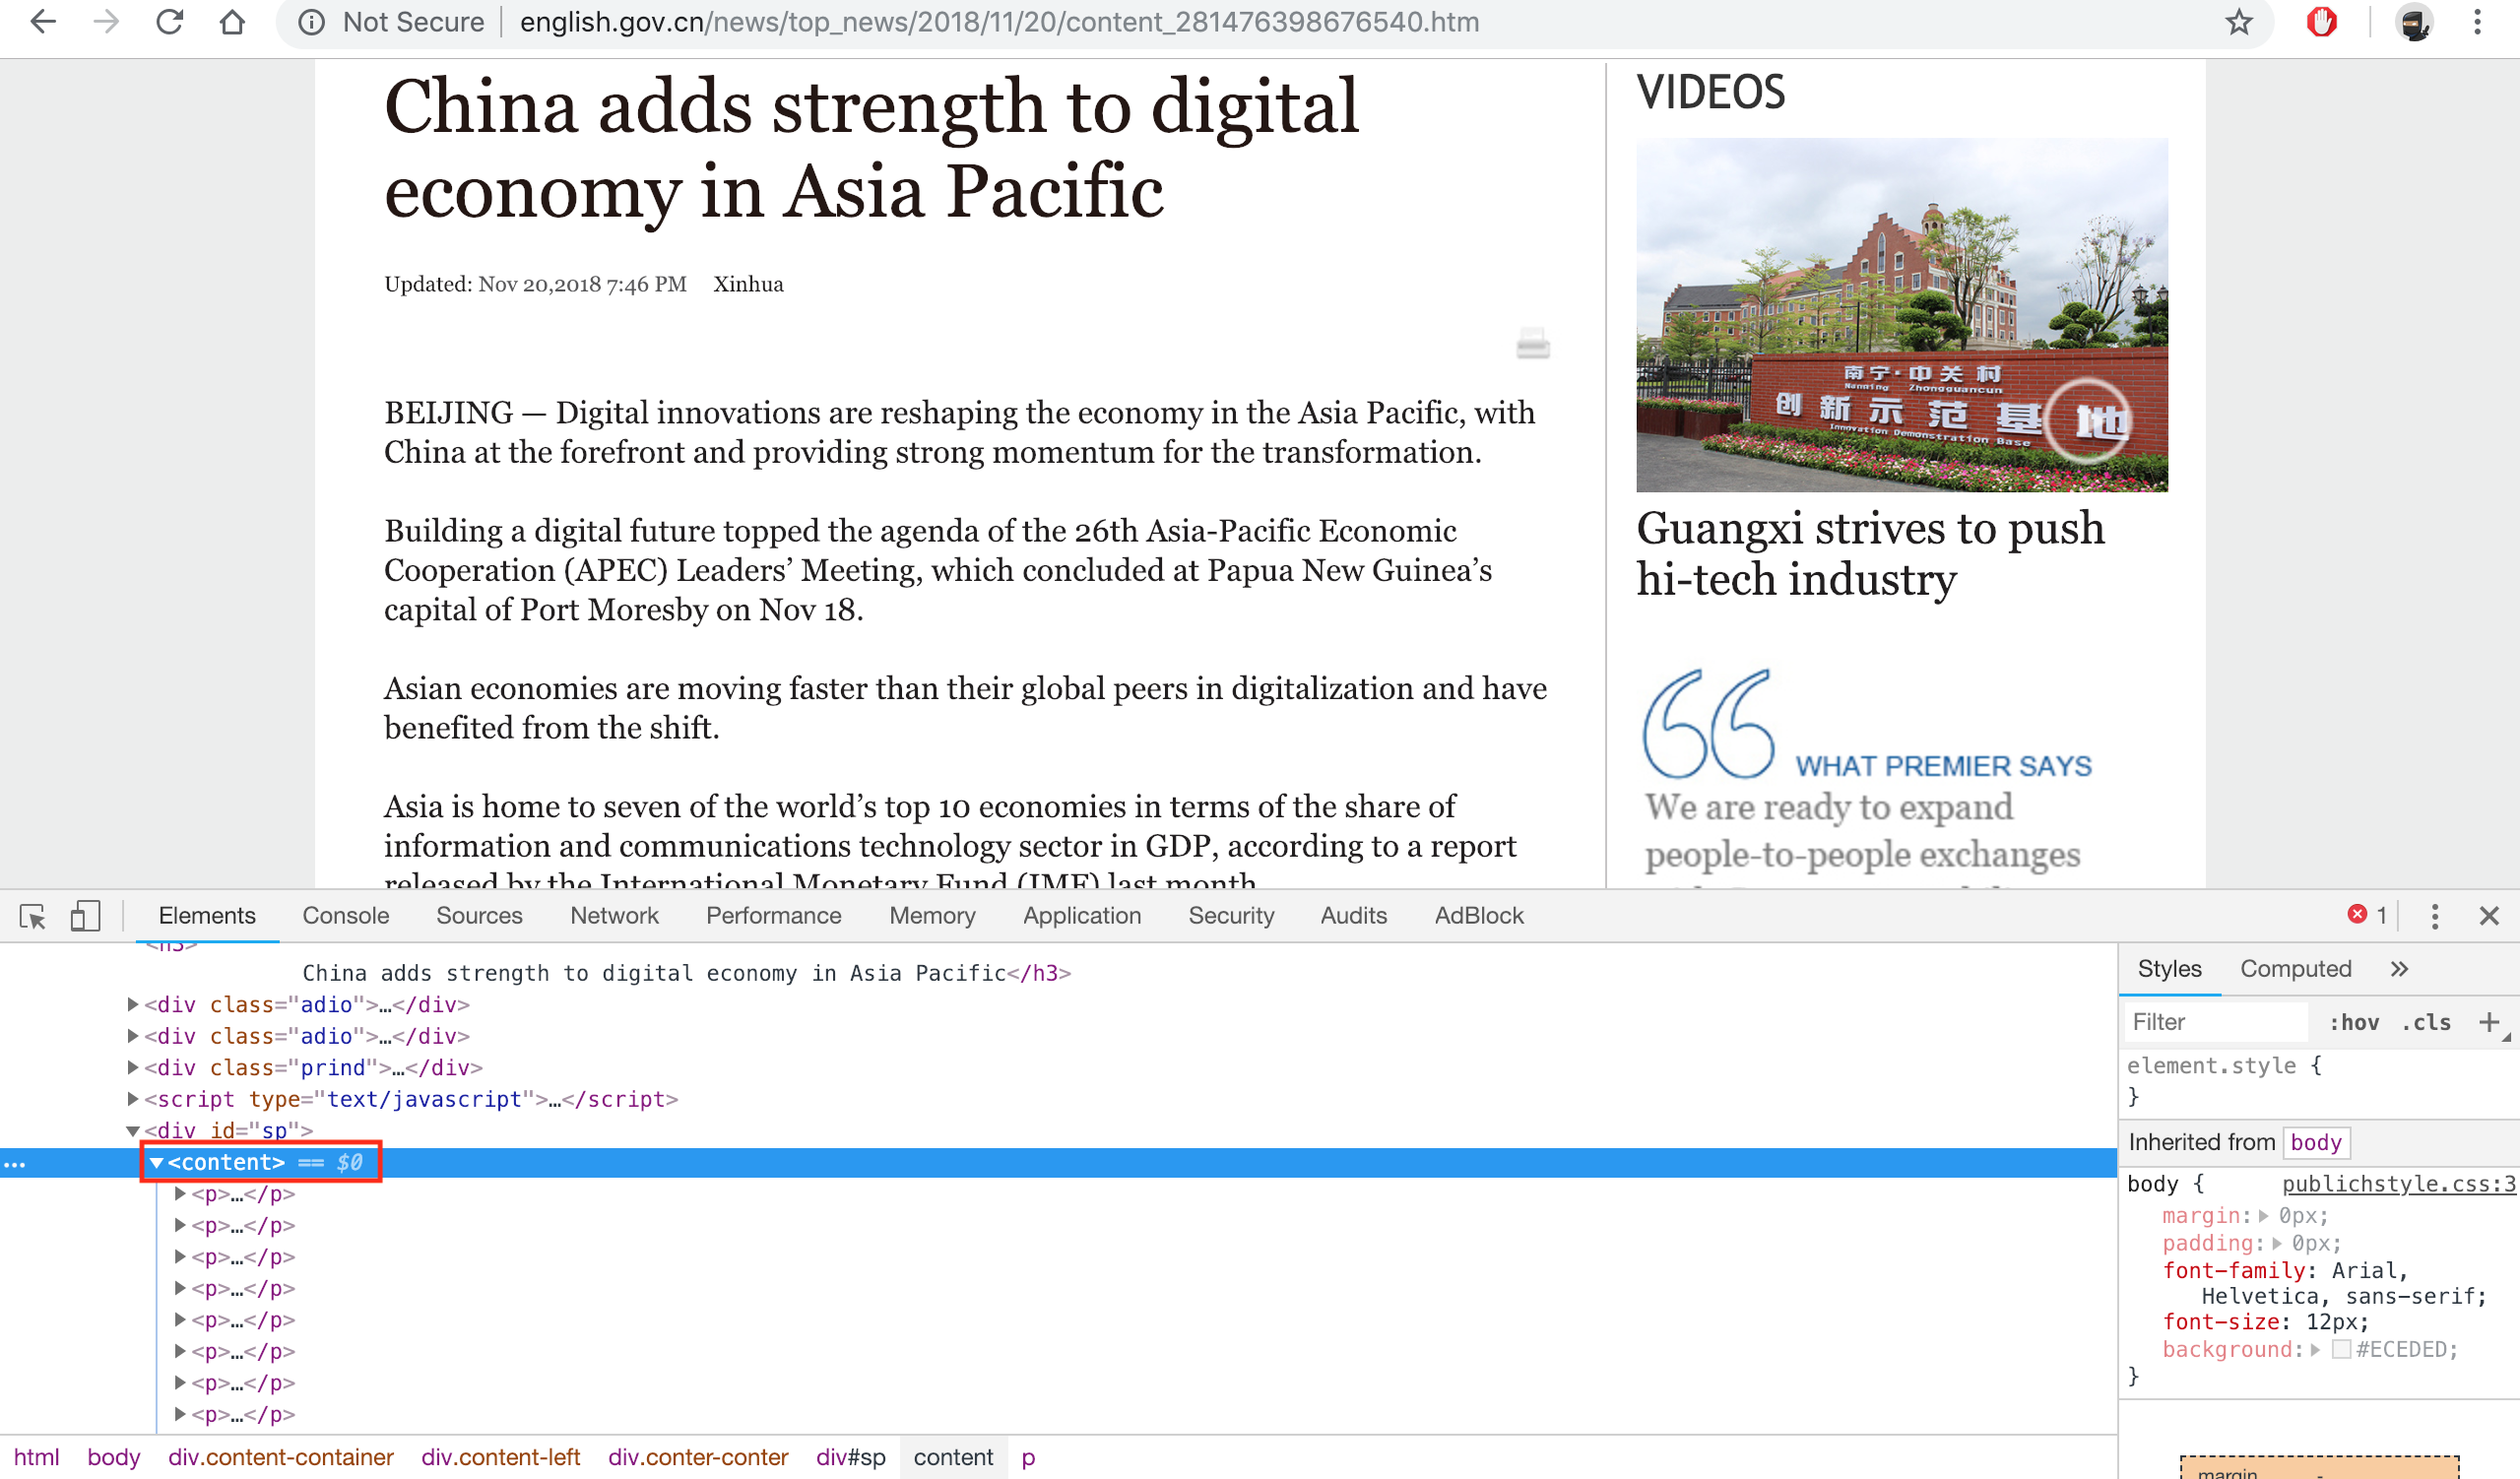 Not Secure | english.gov.cn/news/top_news/2018/11/20/content_281476398676540.htm
China adds strength to digital
economy in Asia Pacific
Updated: Nov 20,2018 7:46 PM Xinhua
BEIJING — Digital innovations are reshaping the economy in the Asia Pacific, with
China at the forefront and providing strong momentum for the transformation.
Building a digital future topped the agenda of the 26th Asia-Pacific Economic
Cooperation (APEC) Leaders’ Meeting, which concluded at Papua New Guinea’s
capital of Port Moresby on Nov 18.
Asian economies are moving faster than their global peers in digitalization and have
benefited from the shift.
Asia is home to seven of the world’s top 10 economies in terms of the share of
information and communications technology sector in GDP, according to a report
released by the International Monetary Fund (IMF) last month.
VIDEOS
南宁·中关村
Nanning Zhongguancun
创新示范基地
Innovation Demonstration Base
Guangxi strives to push
hi-tech industry
WHAT PREMIER SAYS
We are ready to expand
people-to-people exchanges
Elements Console Sources Network Performance Memory Application Security Audits AdBlock 1
<h3>
China adds strength to digital economy in Asia Pacific</h3>
<div class="adio">…</div>
<div class="adio">…</div>
<div class="prind">…</div>
<script type="text/javascript">…</script>
<div id="sp">
… <content> == $0
<p>…</p>
<p>…</p>
<p>…</p>
<p>…</p>
<p>…</p>
<p>…</p>
<p>…</p>
<p>…</p>
html body div.content-container div.content-left div.conter-conter div#sp content p
Styles Computed »
Filter :hov .cls +
element.style {
}
Inherited from body
body { publichstyle.css:3
margin: 0px;
padding: 0px;
font-family: Arial,
Helvetica, sans-serif;
font-size: 12px;
background: #ECEDED;
}
margin -